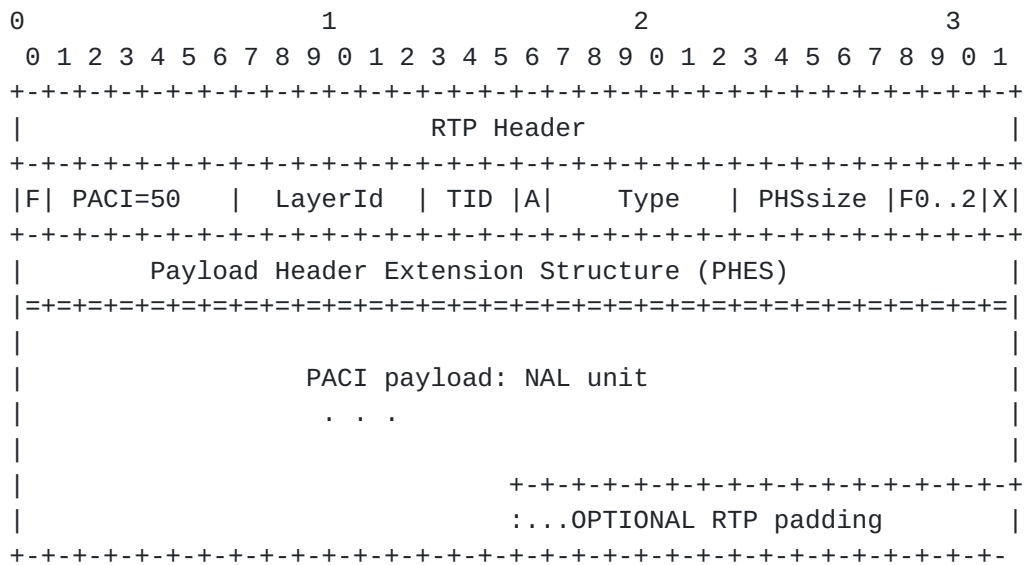 0                   1                   2                   3
 0 1 2 3 4 5 6 7 8 9 0 1 2 3 4 5 6 7 8 9 0 1 2 3 4 5 6 7 8 9 0 1
+-+-+-+-+-+-+-+-+-+-+-+-+-+-+-+-+-+-+-+-+-+-+-+-+-+-+-+-+-+-+-+-+
|                          RTP Header                           |
+-+-+-+-+-+-+-+-+-+-+-+-+-+-+-+-+-+-+-+-+-+-+-+-+-+-+-+-+-+-+-+-+
|F| PACI=50   |  LayerId  | TID |A|    Type   | PHSsize |F0..2|X|
+-+-+-+-+-+-+-+-+-+-+-+-+-+-+-+-+-+-+-+-+-+-+-+-+-+-+-+-+-+-+-+-+
|        Payload Header Extension Structure (PHES)              |
|=+=+=+=+=+=+=+=+=+=+=+=+=+=+=+=+=+=+=+=+=+=+=+=+=+=+=+=+=+=+=+=|
|                                                               |
|                  PACI payload: NAL unit                       |
|                   . . .                                       |
|                                                               |
|                               +-+-+-+-+-+-+-+-+-+-+-+-+-+-+-+-+
|                               :...OPTIONAL RTP padding        |
+-+-+-+-+-+-+-+-+-+-+-+-+-+-+-+-+-+-+-+-+-+-+-+-+-+-+-+-+-+-+-+-